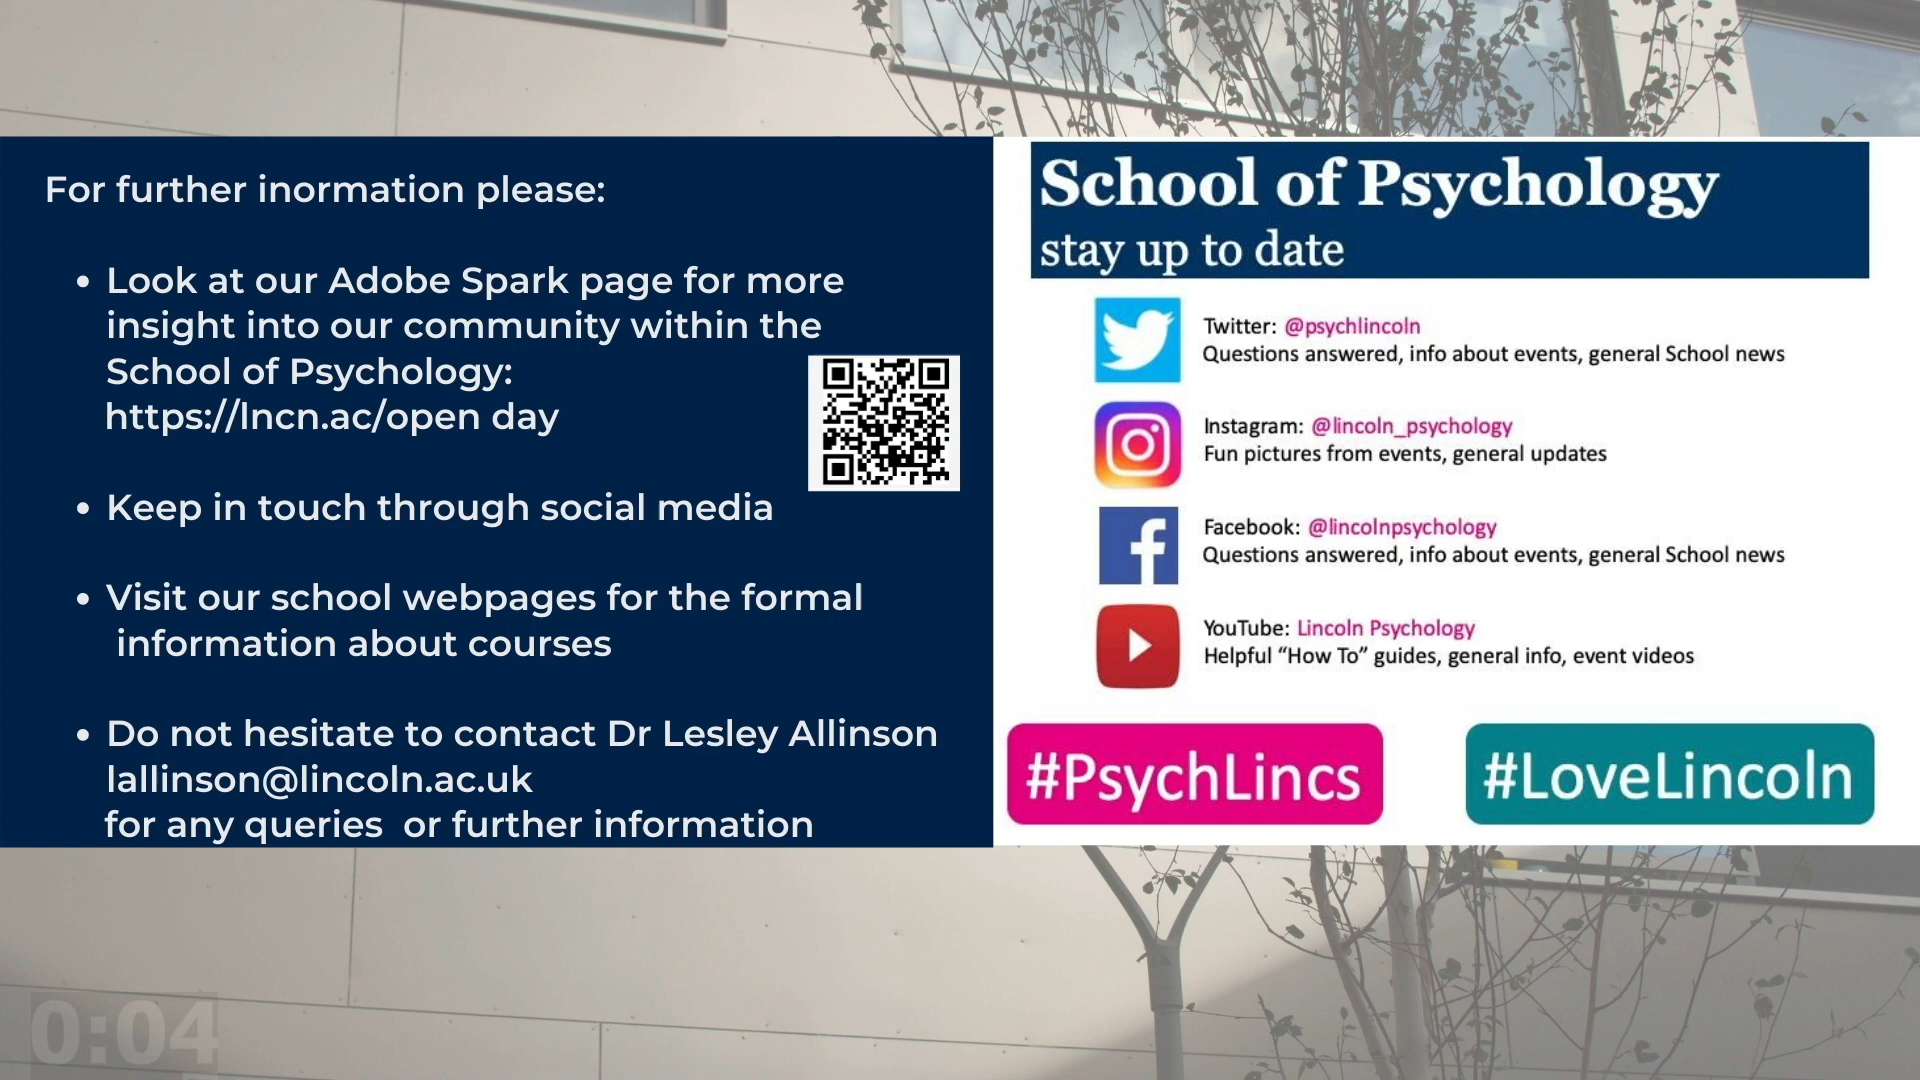 For further inormation please:
• Look at our Adobe Spark page for more
insight into our community within the
School of Psychology:
https://lncn.ac/open day
• Keep in touch through social media
• Visit our school webpages for the formal
information about courses
• Do not hesitate to contact Dr Lesley Allinson
lallinson@lincoln.ac.uk
for any queries  or further information
School of Psychology
stay up to date
Twitter: @psychlincoln
Questions answered, info about events, general School news
Instagram: @lincoln_psychology
Fun pictures from events, general updates
Facebook: @lincolnpsychology
Questions answered, info about events, general School news
YouTube: Lincoln Psychology
Helpful “How To” guides, general info, event videos
#PsychLincs
#LoveLincoln
0:04